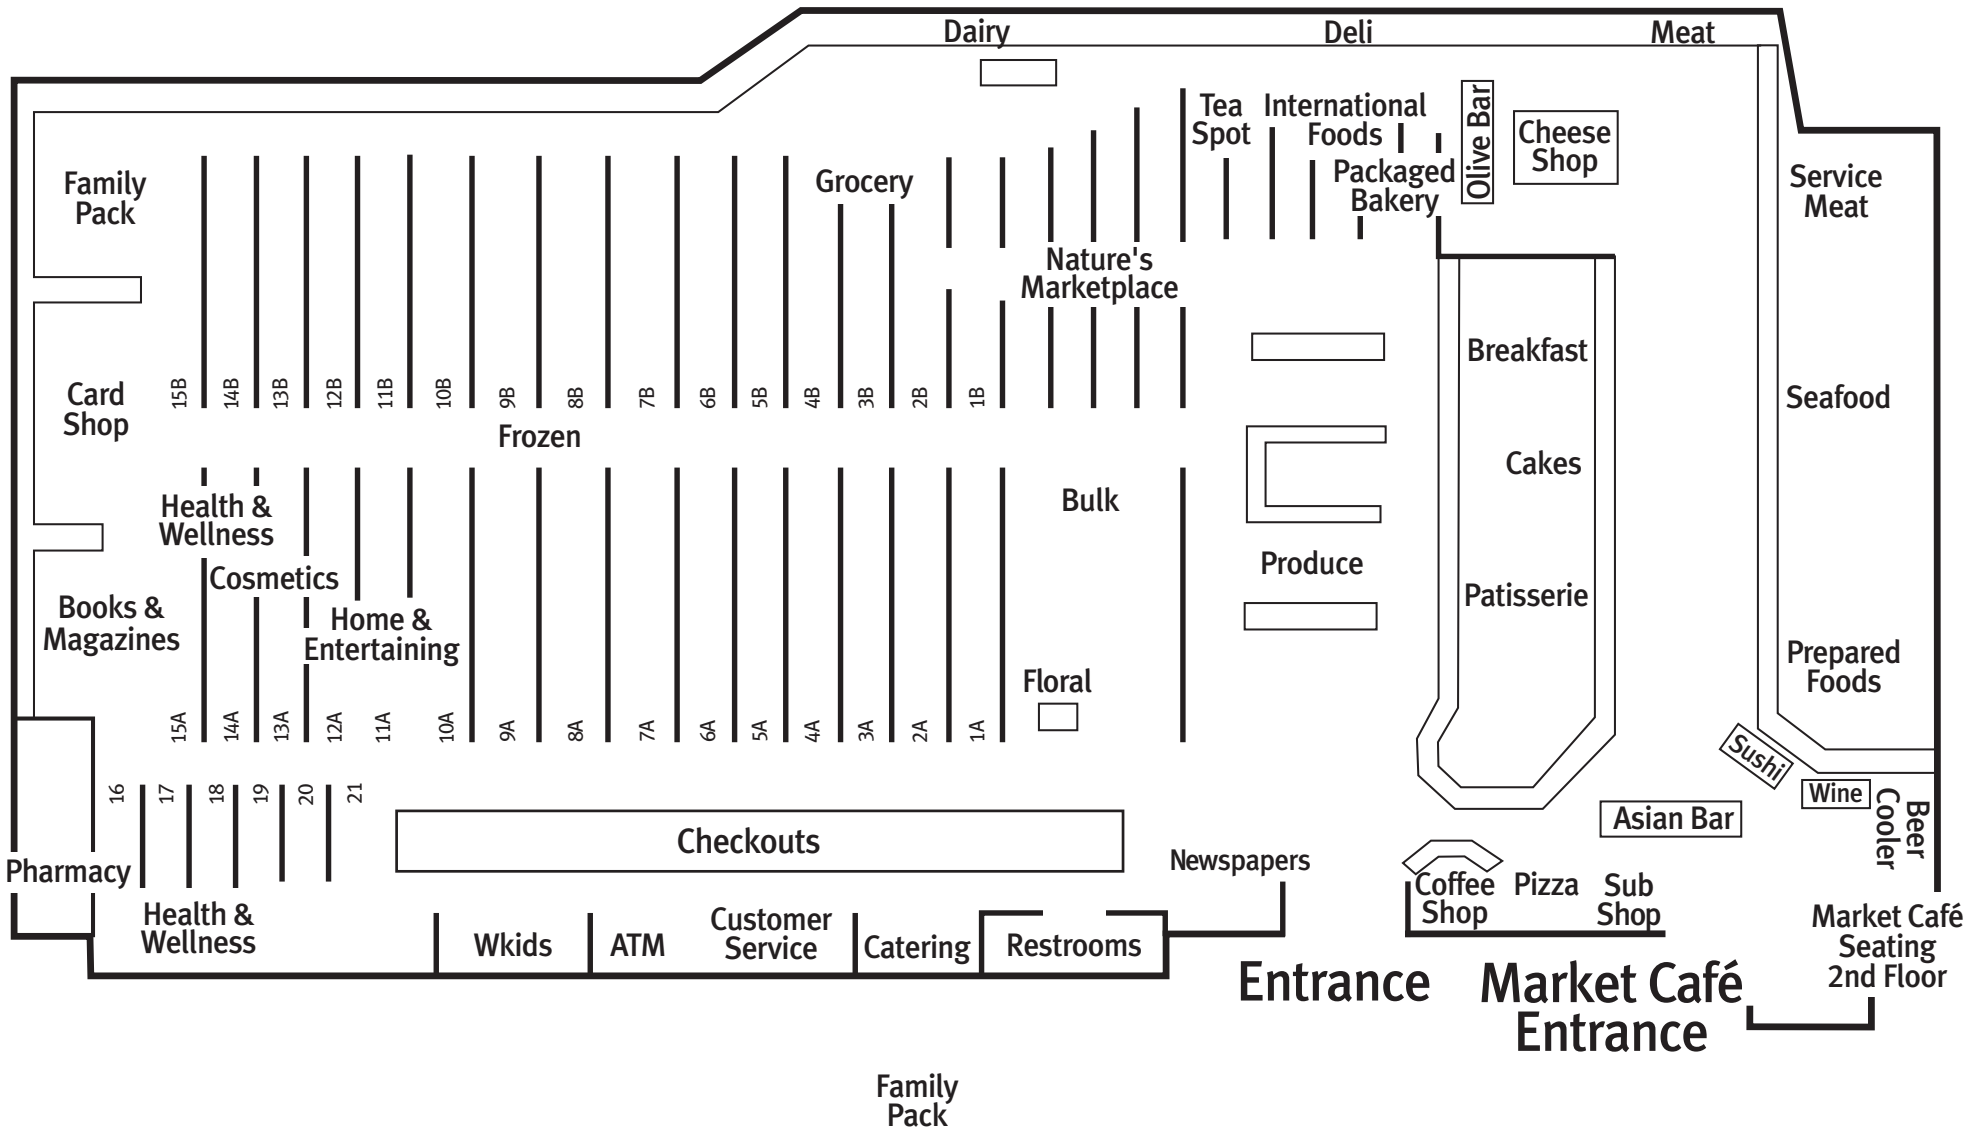 Dairy
Deli
Meat
Tea
Spot
International
Foods
Packaged
Bakery
Olive Bar
Cheese
Shop
Service
Meat
Family
Pack
Grocery
Nature's
Marketplace
Breakfast
Card
Shop
15B
14B
13B
12B
11B
10B
9B
8B
7B
6B
5B
4B
3B
2B
1B
Seafood
Frozen
Cakes
Health &
Wellness
Bulk
Cosmetics
Produce
Patisserie
Books &
Magazines
Home &
Entertaining
Prepared
Foods
Floral
15A
14A
13A
12A
11A
10A
9A
8A
7A
6A
5A
4A
3A
2A
1A
Sushi
Wine
Beer
Cooler
16
17
18
19
20
21
Checkouts
Asian Bar
Pharmacy
Newspapers
Coffee
Shop
Pizza
Sub
Shop
Health &
Wellness
Wkids
ATM
Customer
Service
Catering
Restrooms
Market Café
Seating
2nd Floor
Entrance
Market Café
Entrance
Family
Pack